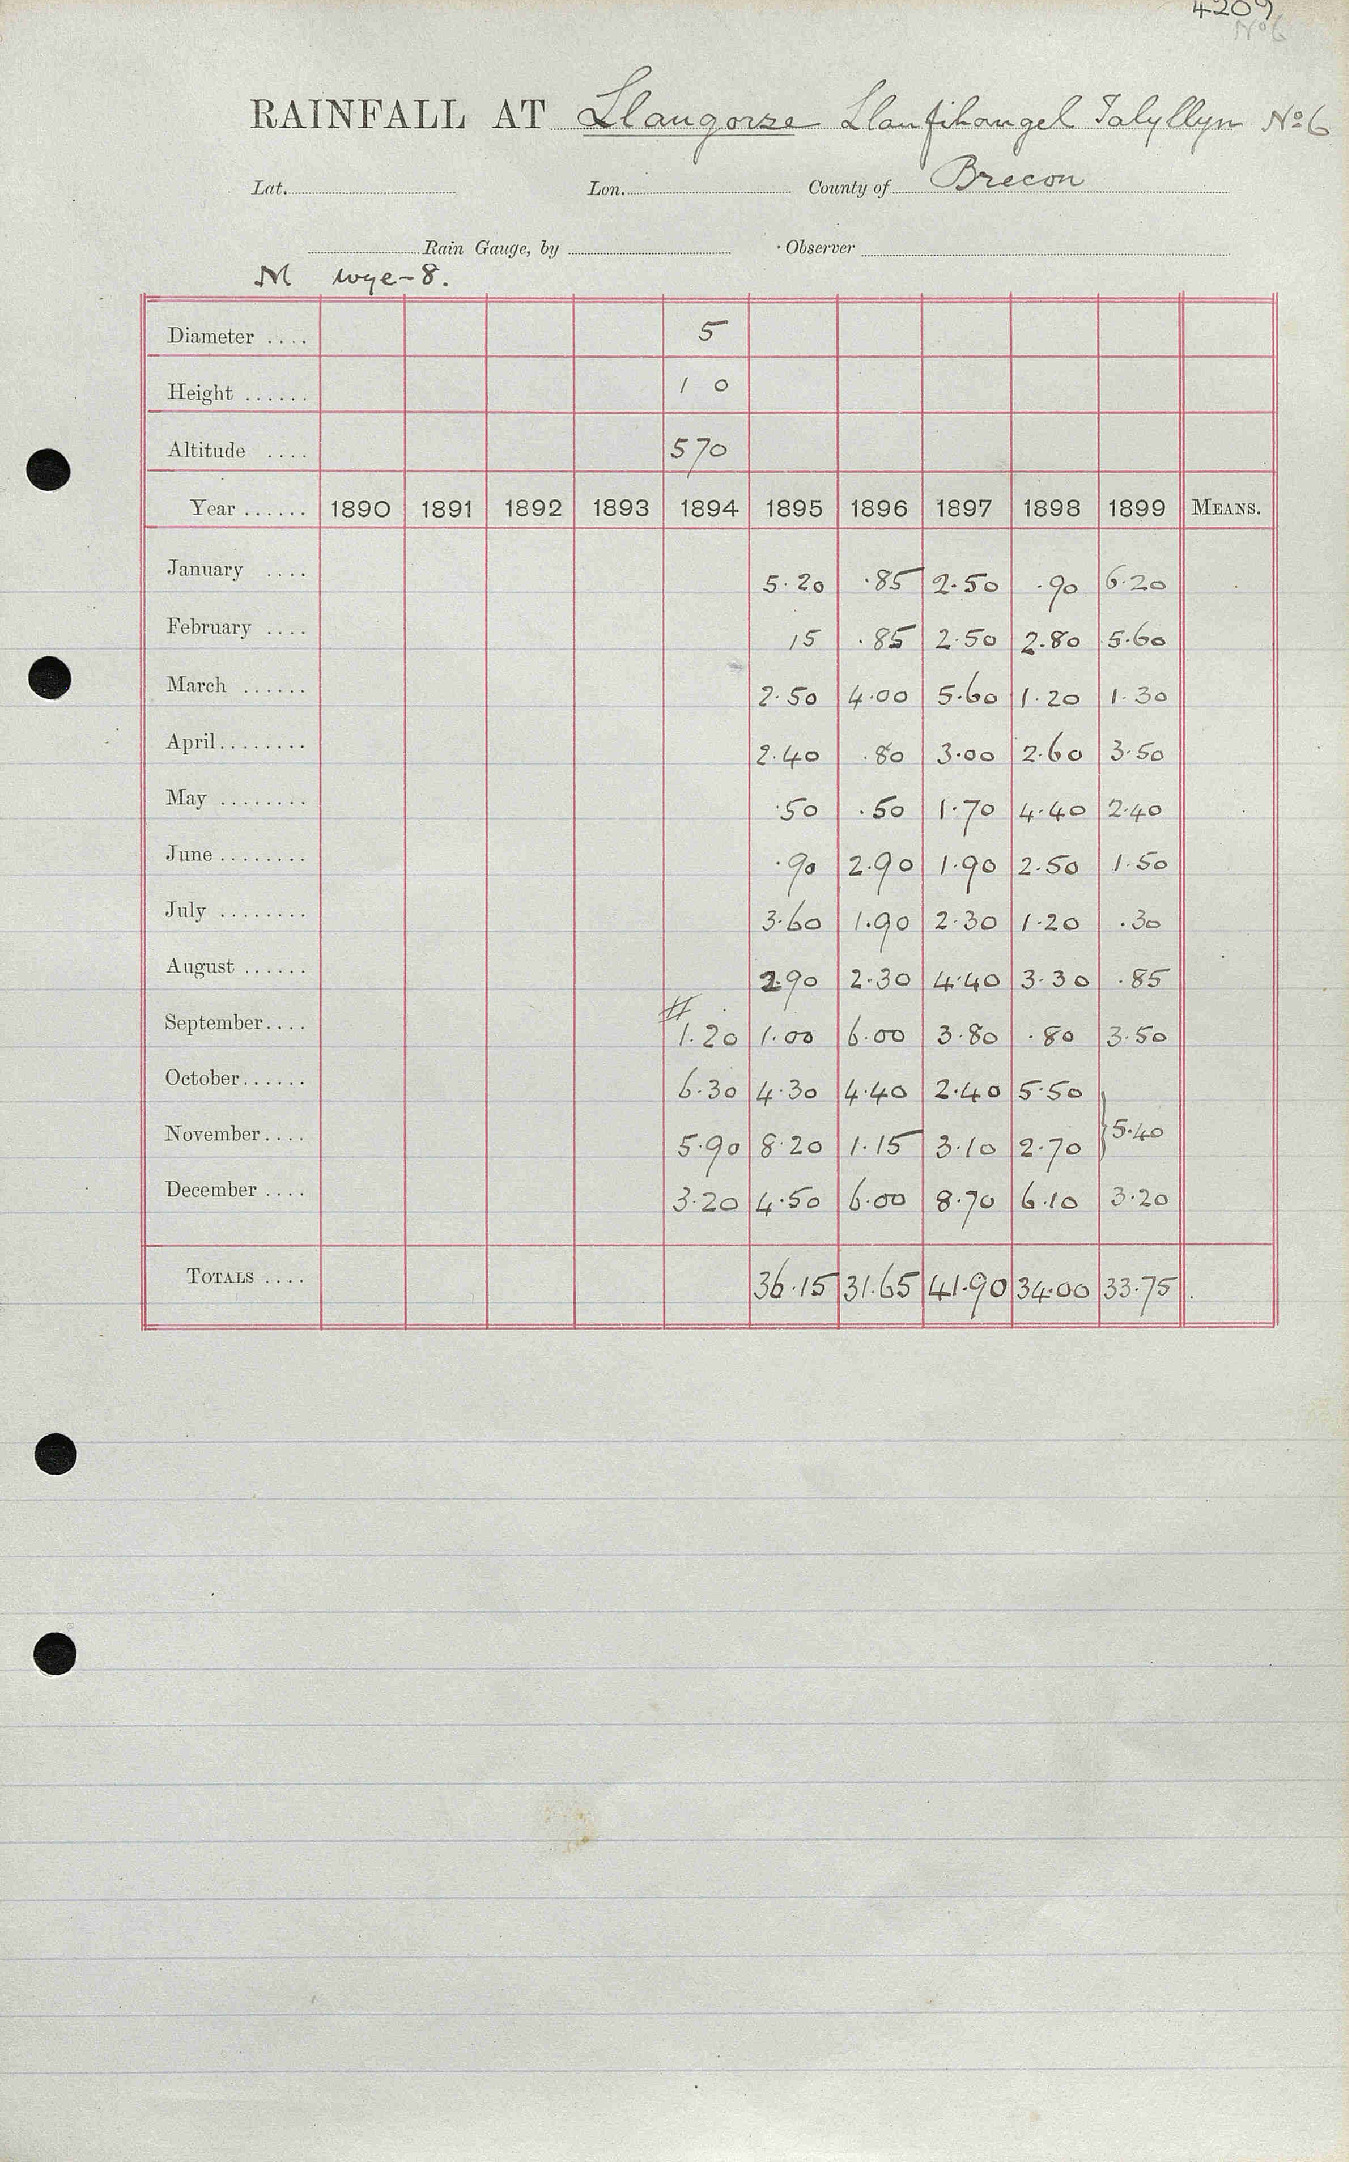 4209
No 6
RAINFALL AT Llangorse Llanfihangel Talyllyn No 6
Lat. Lon. County of Brecon
Rain Gauge, by Observer
M wye-8.
Diameter .... 5
Height ...... 1 0
Altitude .... 570
Year ...... 1890 1891 1892 1893 1894 1895 1896 1897 1898 1899 MEANS.
January .... 5.20 .85 2.50 .90 6.20
February .... 15 .85 2.50 2.80 5.60
March ...... 2.50 4.00 5.60 1.20 1.30
April........ 2.40 .80 3.00 2.60 3.50
May ........ .50 .50 1.70 4.40 2.40
June ........ .90 2.90 1.90 2.50 1.50
July ........ 3.60 1.90 2.30 1.20 .30
August ...... 2.90 2.30 4.40 3.30 .85
#
September.... 1.20 1.00 6.00 3.80 .80 3.50
October...... 6.30 4.30 4.40 2.40 5.50
November.... 5.90 8.20 1.15 3.10 2.70 } 5.40
December .... 3.20 4.50 6.00 8.70 6.10 3.20
TOTALS .... 36.15 31.65 41.90 34.00 33.75